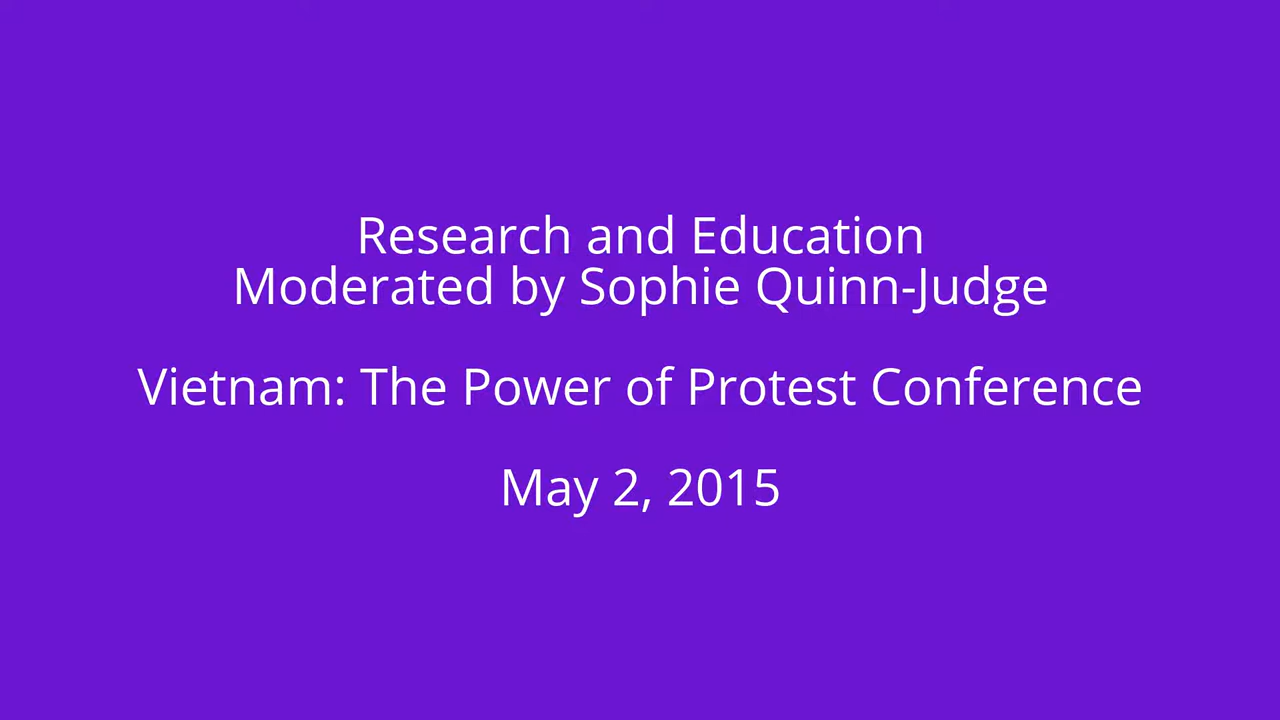 Research and Education
Moderated by Sophie Quinn-Judge
Vietnam: The Power of Protest Conference
May 2, 2015